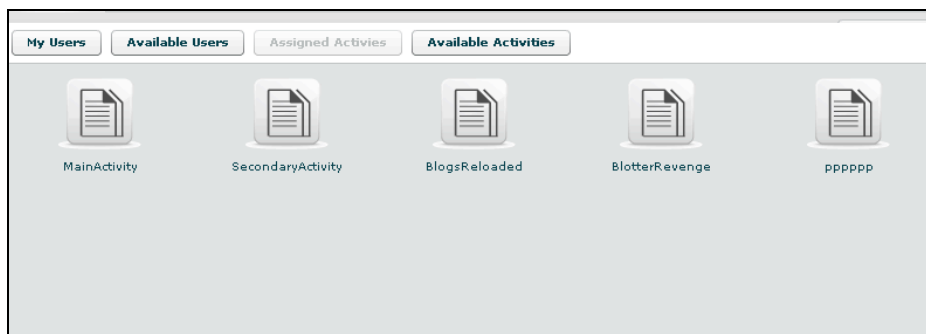 My Users Available Users Assigned Activies Available Activities
MainActivity SecondaryActivity BlogsReloaded BlotterRevenge pppppp